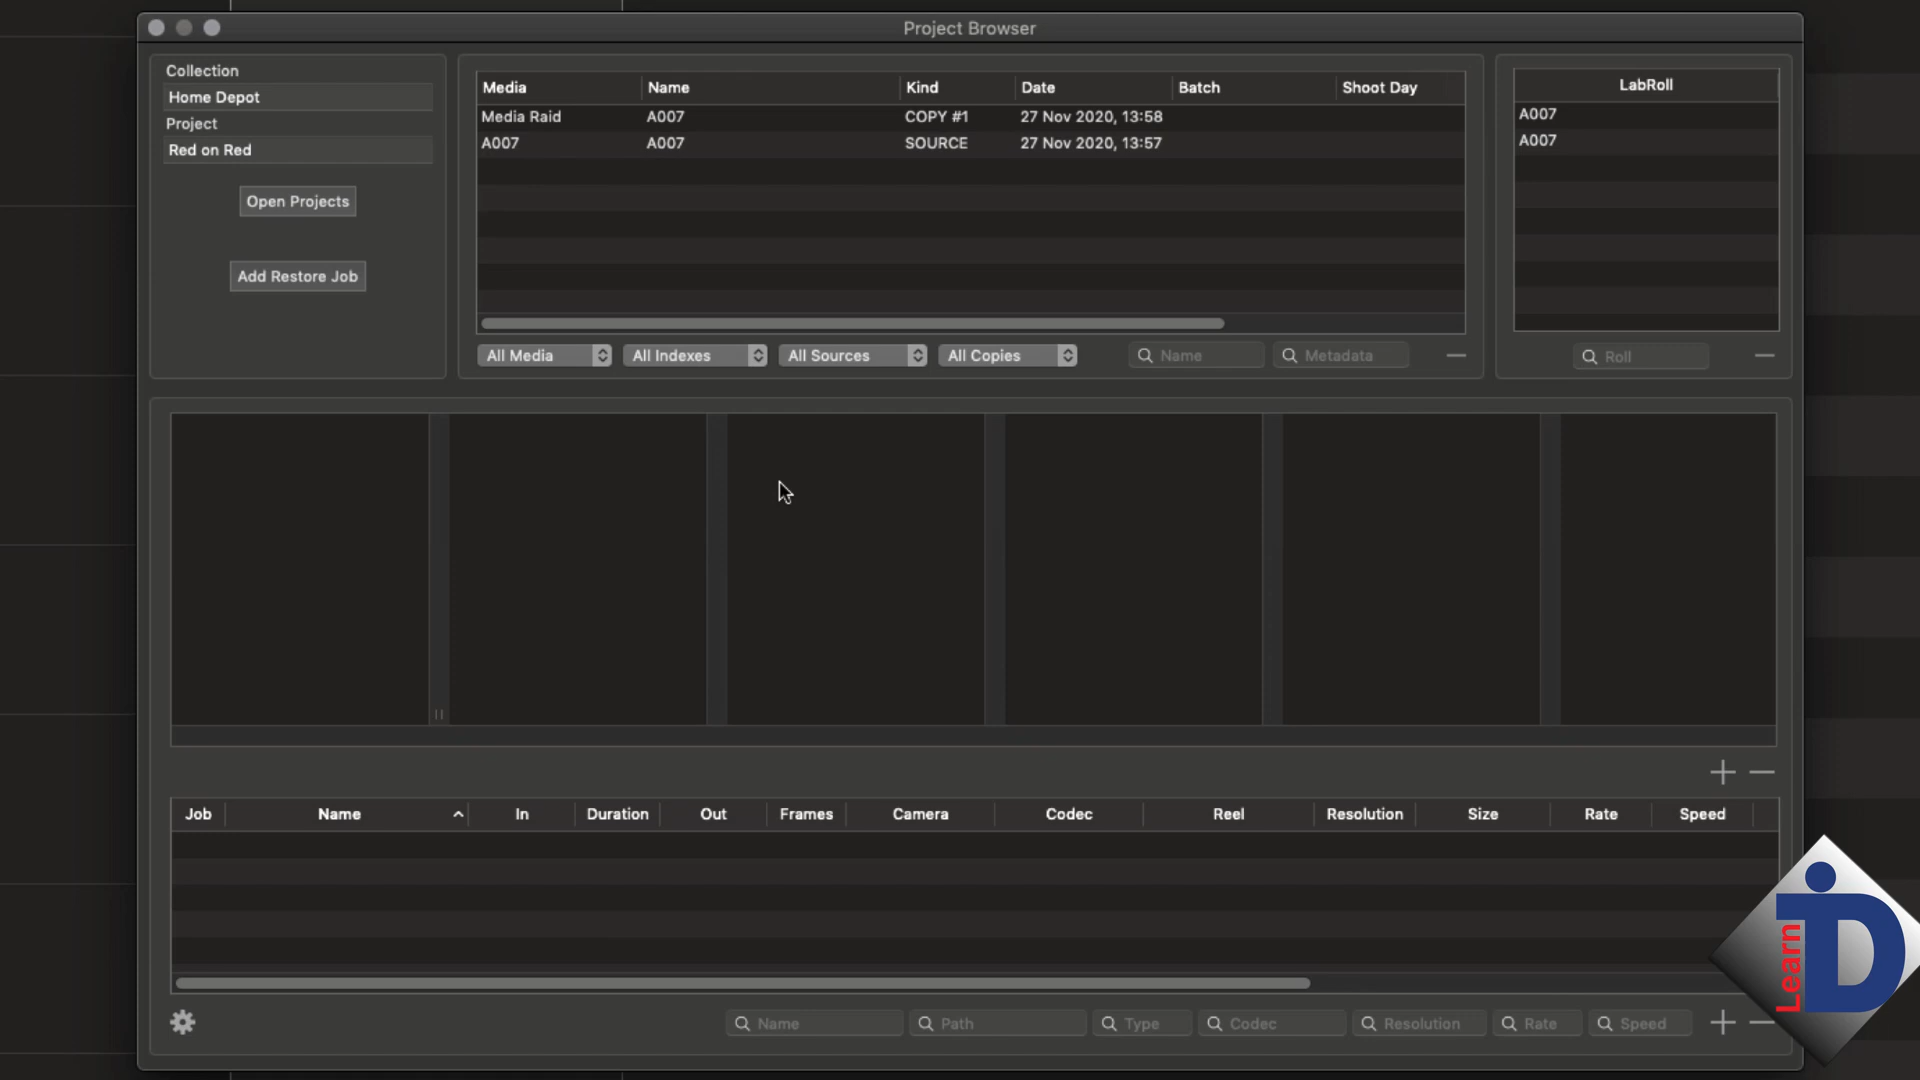 Project Browser
Collection
Home Depot
Project
Red on Red
Open Projects
Add Restore Job
Media Name Kind Date Batch Shoot Day
Media Raid A007 COPY #1 27 Nov 2020, 13:58
A007 A007 SOURCE 27 Nov 2020, 13:57
All Media All Indexes All Sources All Copies Name Metadata
LabRoll
A007
A007
Roll
Job Name In Duration Out Frames Camera Codec Reel Resolution Size Rate Speed
Name Path Type Codec Resolution Rate Speed
Learn
iD